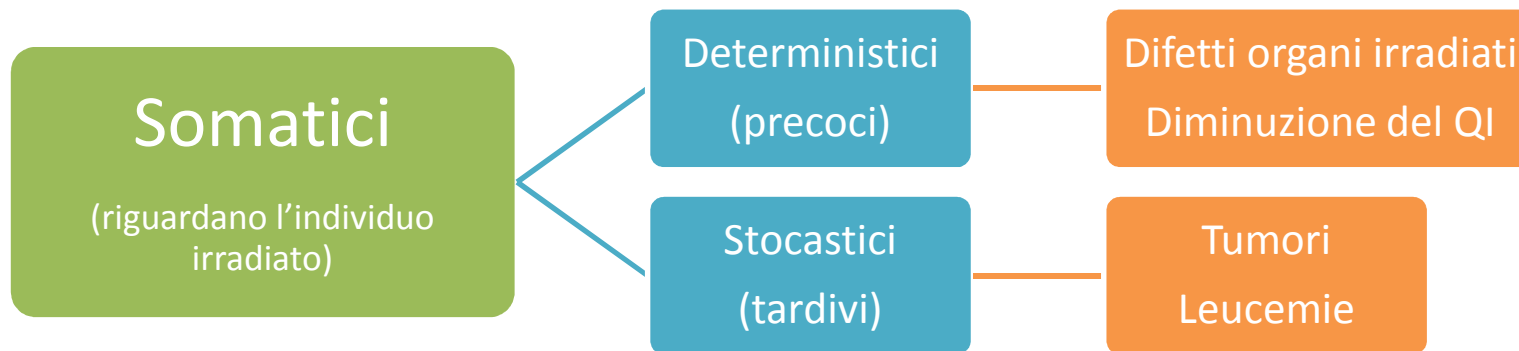 Somatici
(riguardano l’individuo
irradiato)
Deterministici
(precoci)
Difetti organi irradiati
Diminuzione del QI
Stocastici
(tardivi)
Tumori
Leucemie